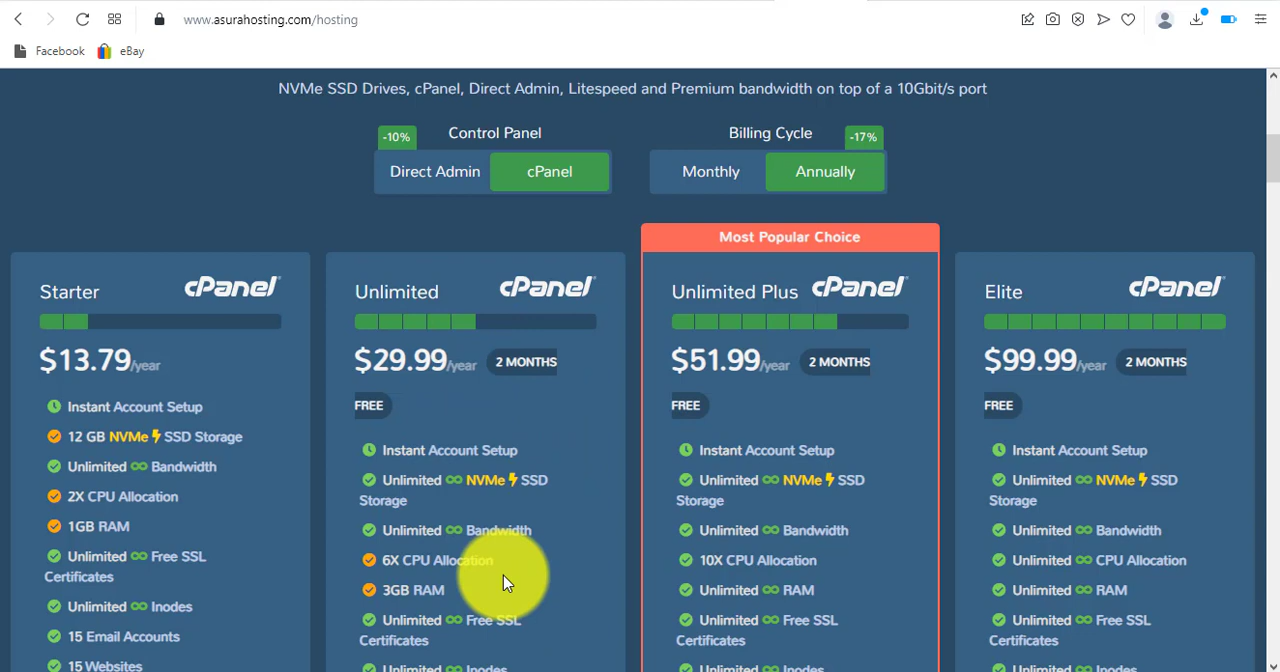 www.asurahosting.com/hosting
Facebook eBay
NVMe SSD Drives, cPanel, Direct Admin, Litespeed and Premium bandwidth on top of a 10Gbit/s port
-10% Control Panel
Direct Admin cPanel
Billing Cycle -17%
Monthly Annually
Starter cPanel
$13.79/year
Instant Account Setup
12 GB NVMe SSD Storage
Unlimited Bandwidth
2X CPU Allocation
1GB RAM
Unlimited Free SSL
Certificates
Unlimited Inodes
15 Email Accounts
15 Websites
Unlimited cPanel
$29.99/year 2 MONTHS
FREE
Instant Account Setup
Unlimited NVMe SSD
Storage
Unlimited Bandwidth
6X CPU Allocation
3GB RAM
Unlimited Free SSL
Certificates
Unlimited Inodes
Most Popular Choice
Unlimited Plus cPanel
$51.99/year 2 MONTHS
FREE
Instant Account Setup
Unlimited NVMe SSD
Storage
Unlimited Bandwidth
10X CPU Allocation
Unlimited RAM
Unlimited Free SSL
Certificates
Unlimited Inodes
Elite cPanel
$99.99/year 2 MONTHS
FREE
Instant Account Setup
Unlimited NVMe SSD
Storage
Unlimited Bandwidth
Unlimited CPU Allocation
Unlimited RAM
Unlimited Free SSL
Certificates
Unlimited Inodes